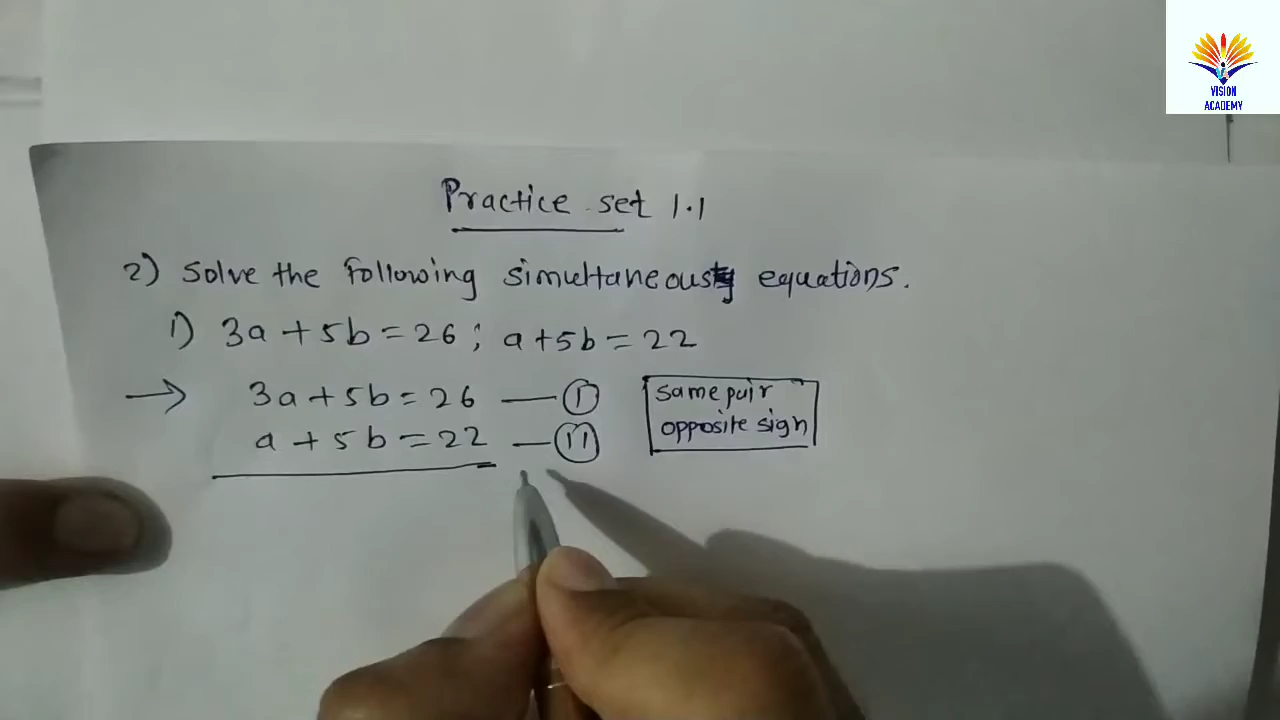 VISION
ACADEMY
Practice set 1.1
2) Solve the following simultaneous equations.
1) 3a + 5b = 26 ; a + 5b = 22
→ 3a + 5b = 26 — (I)
a + 5b = 22 — (II)
same pair
opposite sign